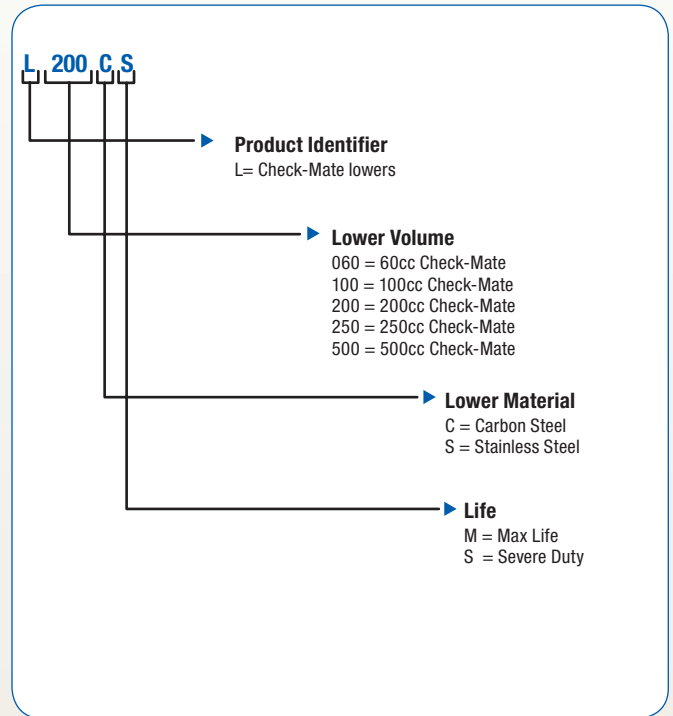 L 200 C S
Product Identifier
L= Check-Mate lowers
Lower Volume
060 = 60cc Check-Mate
100 = 100cc Check-Mate
200 = 200cc Check-Mate
250 = 250cc Check-Mate
500 = 500cc Check-Mate
Lower Material
C = Carbon Steel
S = Stainless Steel
Life
M = Max Life
S = Severe Duty